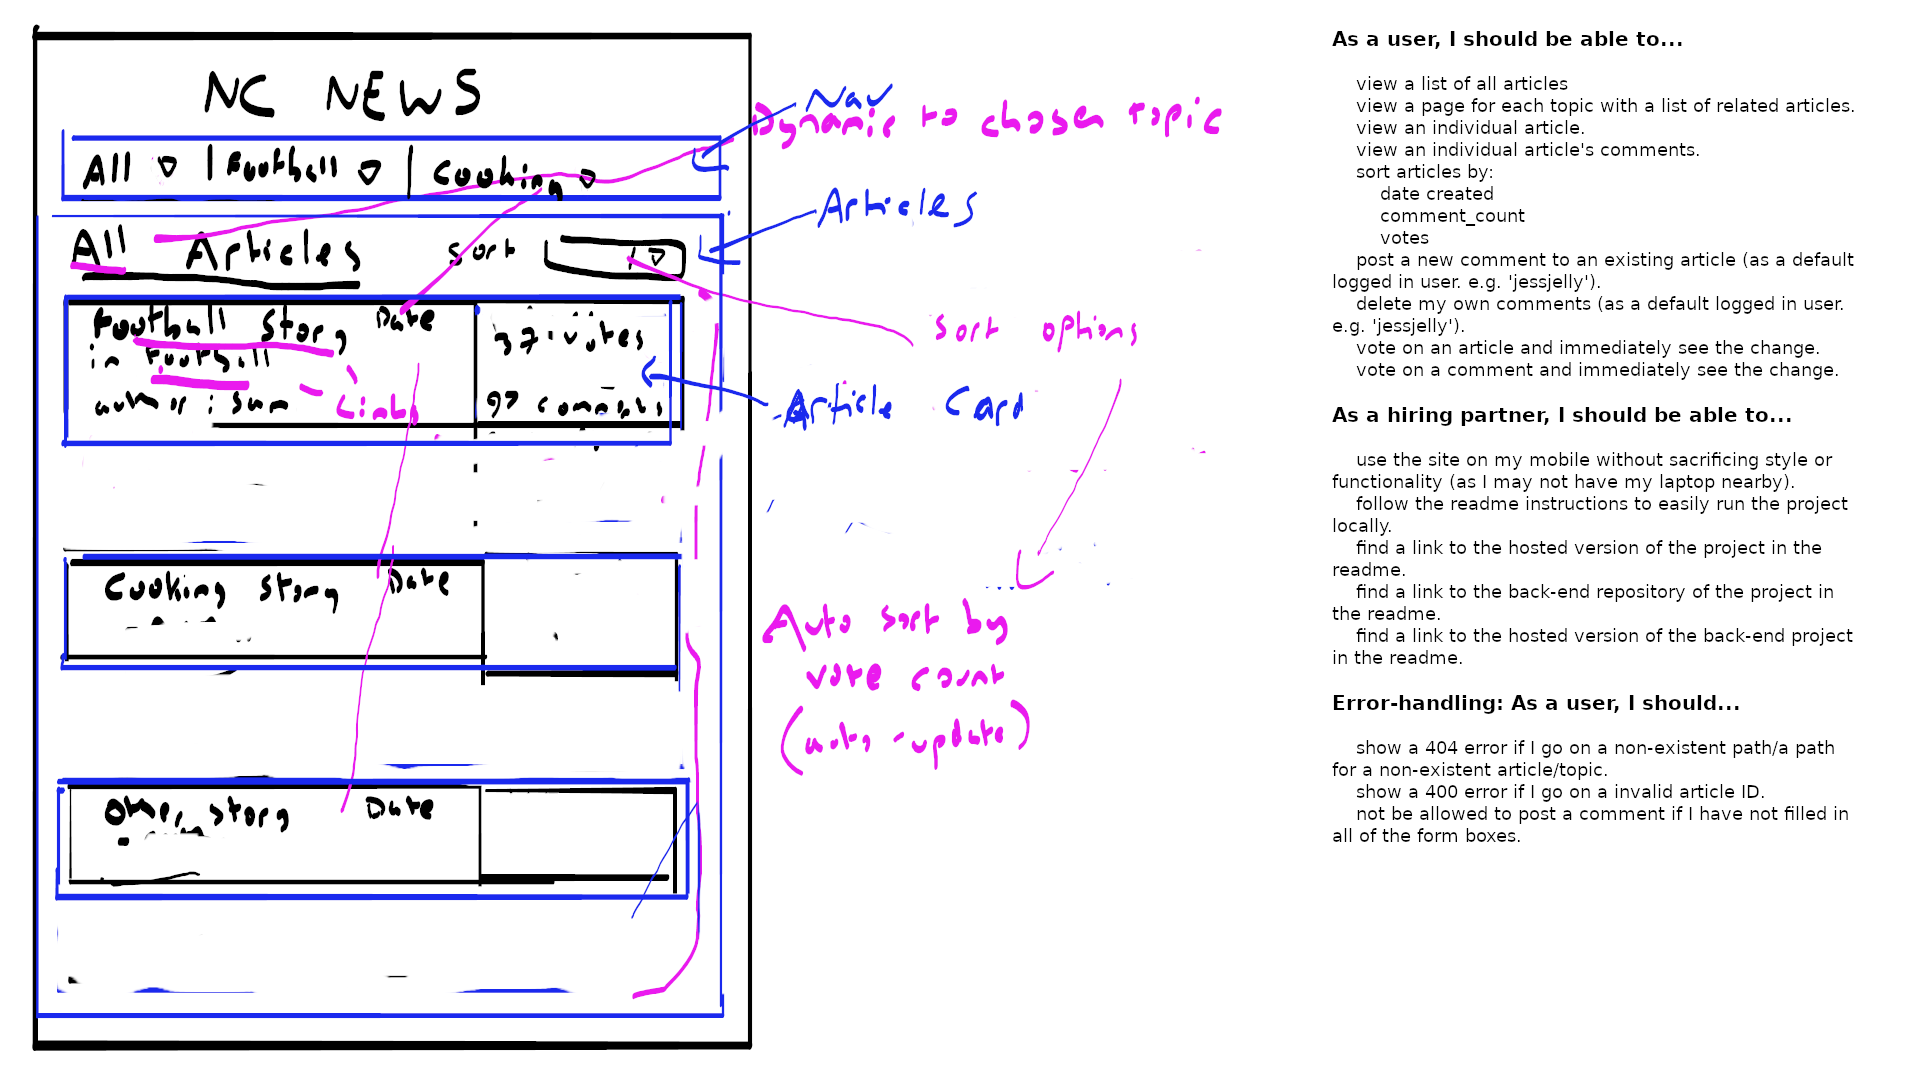 NC NEWS
All ▽ | Football ▽ | Cooking ▽
All Articles sort ▽
Football Story Date
in Football
author: sam
37 votes
97 comments
Links
Cooking Story Date
Other story Date
Nav
Dynamic to chosen topic
Articles
sort options
Article Card
Auto sort by
vote count
(auto-update)
As a user, I should be able to...
view a list of all articles
view a page for each topic with a list of related articles.
view an individual article.
view an individual article's comments.
sort articles by:
date created
comment_count
votes
post a new comment to an existing article (as a default
logged in user. e.g. 'jessjelly').
delete my own comments (as a default logged in user.
e.g. 'jessjelly').
vote on an article and immediately see the change.
vote on a comment and immediately see the change.
As a hiring partner, I should be able to...
use the site on my mobile without sacrificing style or
functionality (as I may not have my laptop nearby).
follow the readme instructions to easily run the project
locally.
find a link to the hosted version of the project in the
readme.
find a link to the back-end repository of the project in
the readme.
find a link to the hosted version of the back-end project
in the readme.
Error-handling: As a user, I should...
show a 404 error if I go on a non-existent path/a path
for a non-existent article/topic.
show a 400 error if I go on a invalid article ID.
not be allowed to post a comment if I have not filled in
all of the form boxes.